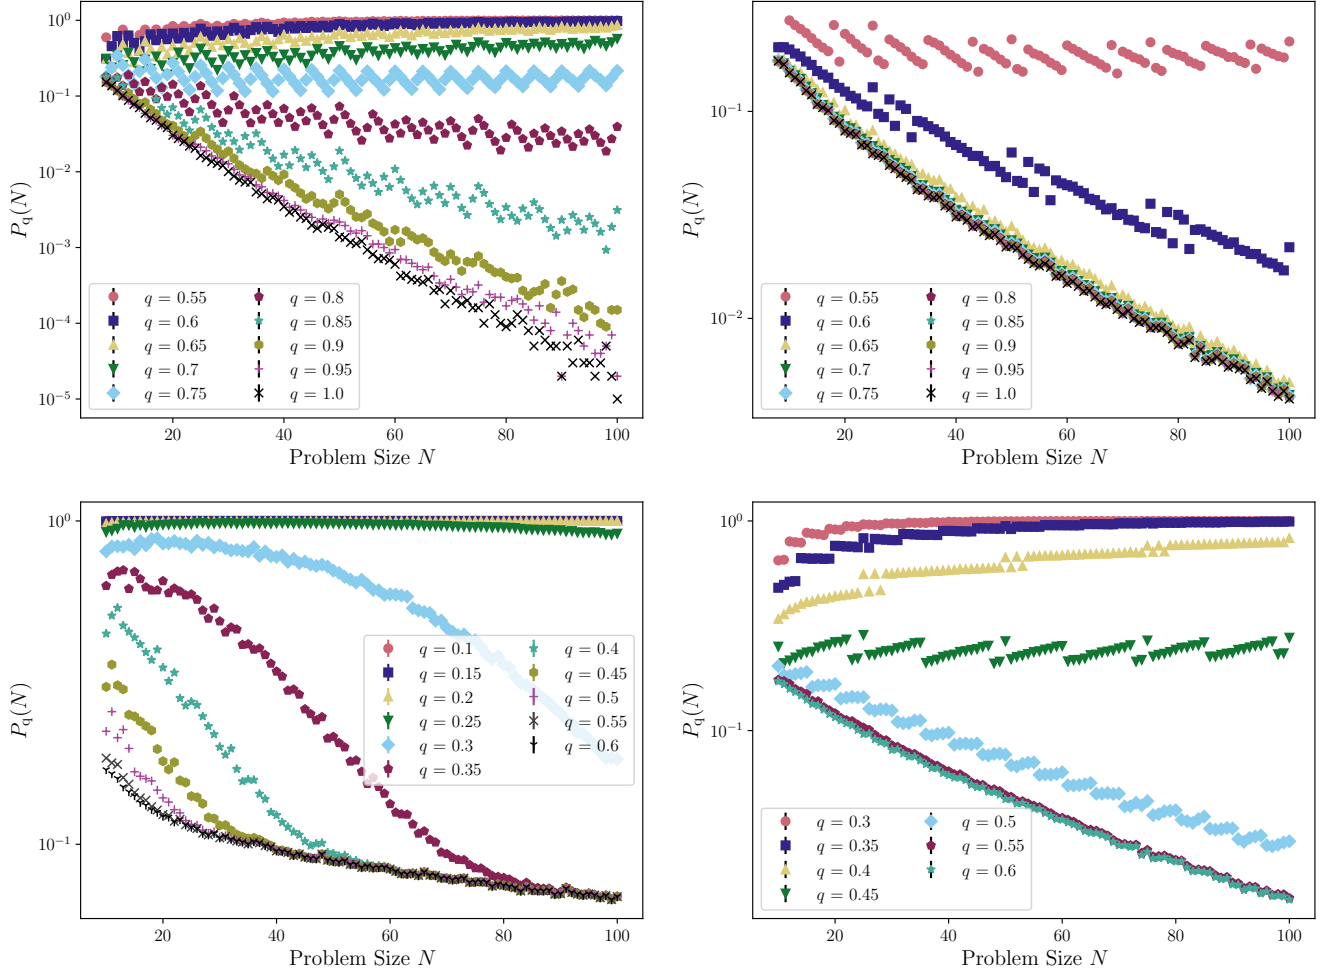 10⁰
10⁻¹
10⁻²
10⁻³
10⁻⁴
10⁻⁵
P_q(N)
q = 0.55
q = 0.6
q = 0.65
q = 0.7
q = 0.75
q = 0.8
q = 0.85
q = 0.9
q = 0.95
q = 1.0
20 40 60 80 100
Problem Size N
10⁻¹
10⁻²
P_q(N)
q = 0.55
q = 0.6
q = 0.65
q = 0.7
q = 0.75
q = 0.8
q = 0.85
q = 0.9
q = 0.95
q = 1.0
20 40 60 80 100
Problem Size N
10⁰
10⁻¹
P_q(N)
q = 0.1
q = 0.15
q = 0.2
q = 0.25
q = 0.3
q = 0.35
q = 0.4
q = 0.45
q = 0.5
q = 0.55
q = 0.6
20 40 60 80 100
Problem Size N
10⁰
10⁻¹
P_q(N)
q = 0.3
q = 0.35
q = 0.4
q = 0.45
q = 0.5
q = 0.55
q = 0.6
20 40 60 80 100
Problem Size N